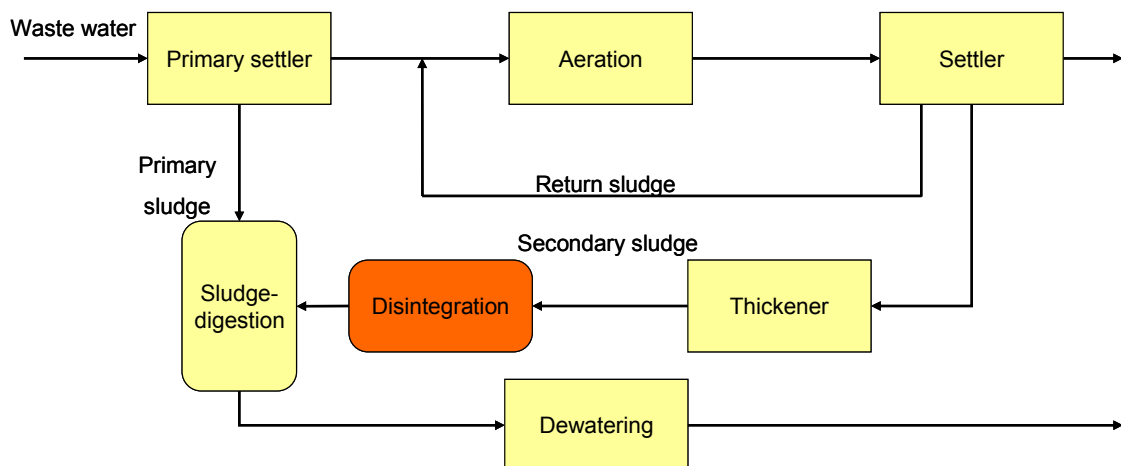 Waste water
Primary settler
Aeration
Settler
Primary
sludge
Return sludge
Secondary sludge
Sludge-
digestion
Disintegration
Thickener
Dewatering